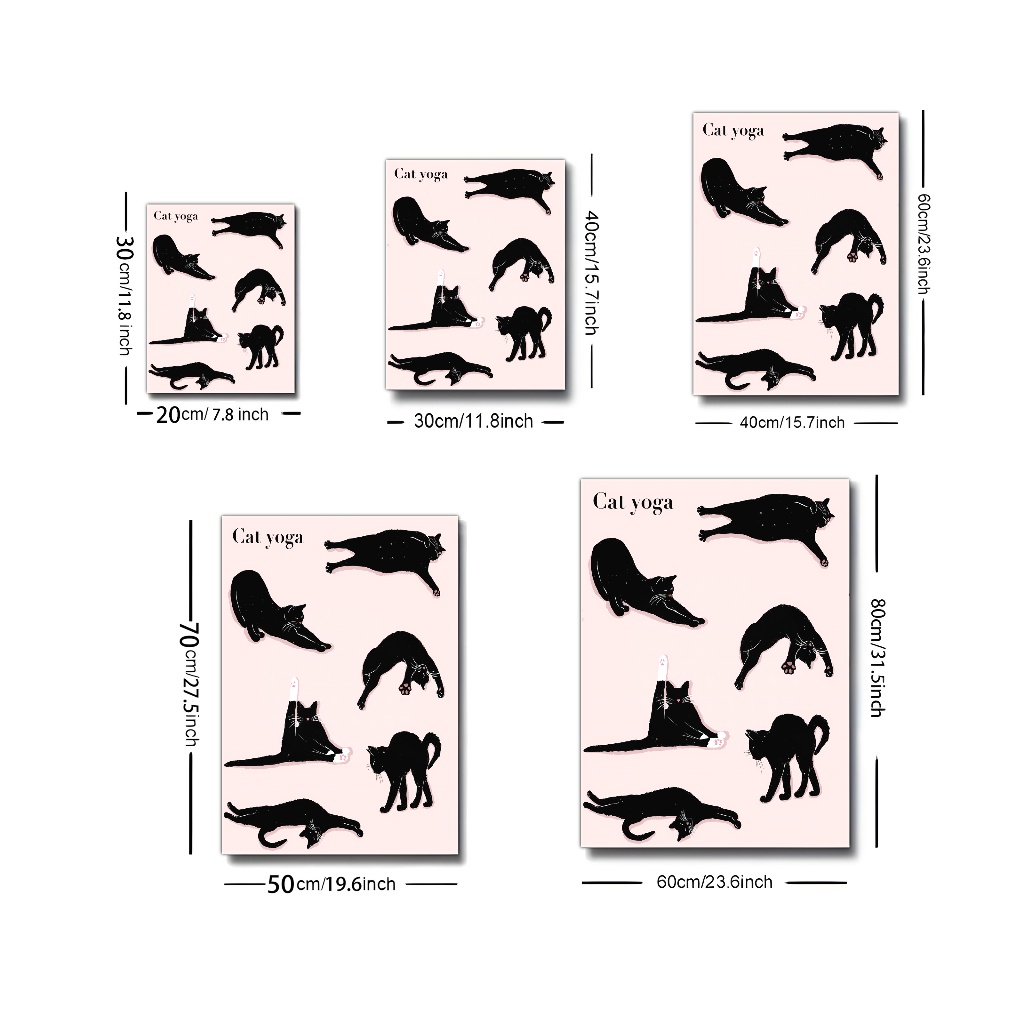 Cat yoga
30cm/11.8 inch
20cm/ 7.8 inch
Cat yoga
40cm/15.7inch
30cm/11.8inch
Cat yoga
60cm/23.6inch
40cm/15.7inch
Cat yoga
70cm/27.5inch
50cm/19.6inch
Cat yoga
80cm/31.5inch
60cm/23.6inch